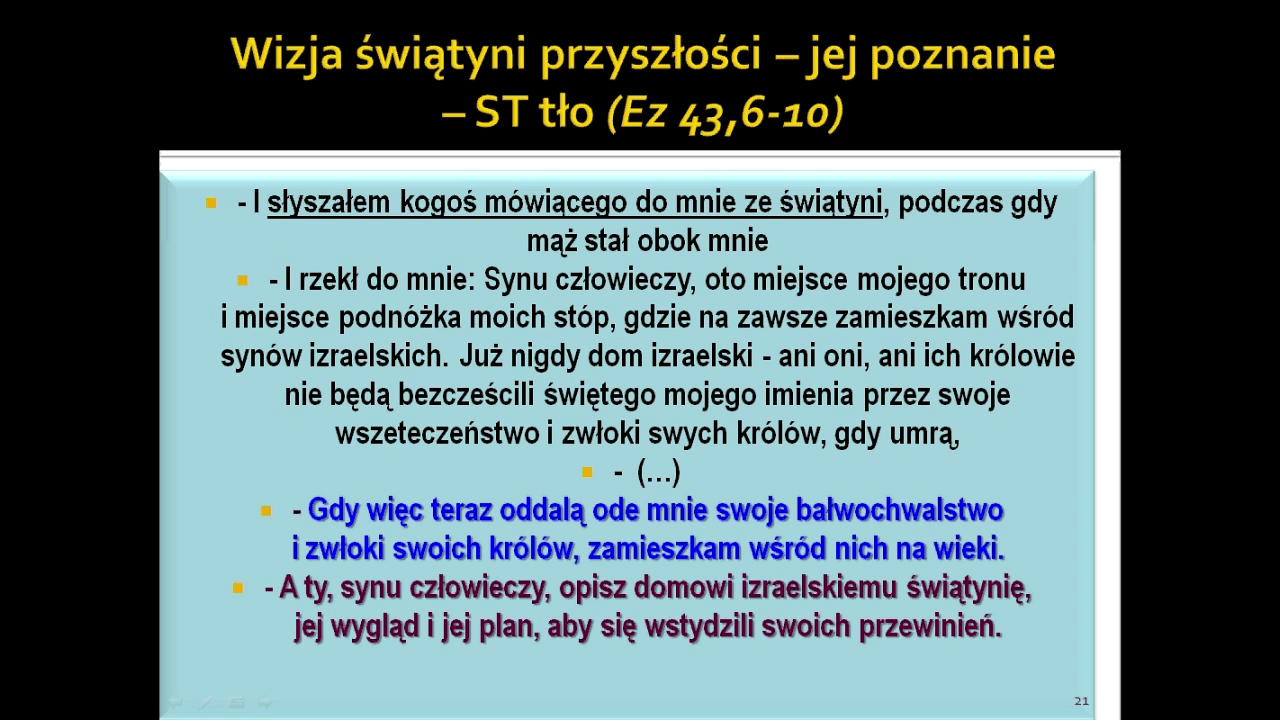 Wizja świątyni przyszłości – jej poznanie
– ST tło (Ez 43,6-10)
- I słyszałem kogoś mówiącego do mnie ze świątyni, podczas gdy
mąż stał obok mnie
- I rzekł do mnie: Synu człowieczy, oto miejsce mojego tronu
i miejsce podnóżka moich stóp, gdzie na zawsze zamieszkam wśród
synów izraelskich. Już nigdy dom izraelski - ani oni, ani ich królowie
nie będą bezcześcili świętego mojego imienia przez swoje
wszeteczeństwo i zwłoki swych królów, gdy umrą,
- (...)
- Gdy więc teraz oddalą ode mnie swoje bałwochwalstwo
i zwłoki swoich królów, zamieszkam wśród nich na wieki.
- A ty, synu człowieczy, opisz domowi izraelskiemu świątynię,
jej wygląd i jej plan, aby się wstydzili swoich przewinień.
21